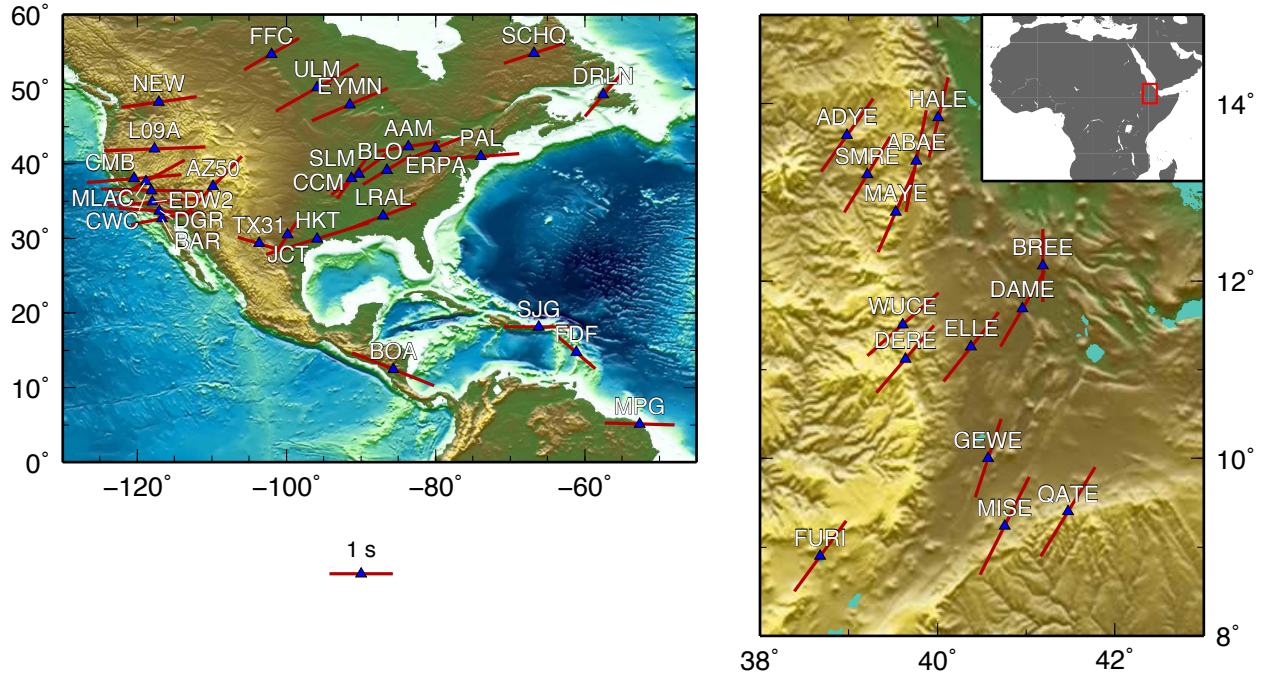 60°
50°
40°
30°
20°
10°
0°
−120°
−100°
−80°
−60°
FFC
SCHQ
ULM
EYMN
DRLN
NEW
L09A
AAM
PAL
BLO
ERPA
SLM
CCM
CMB
AZ50
MLAC
EDW2
CWC
DGR
BAR
LRAL
TX31
HKT
JCT
SJG
FDF
BOA
MPG
1 s
HALE
ADYE
ABAE
SMRE
MAYE
BREE
DAME
WUCE
ELLE
DERE
GEWE
QATE
MISE
FURI
14°
12°
10°
8°
38°
40°
42°